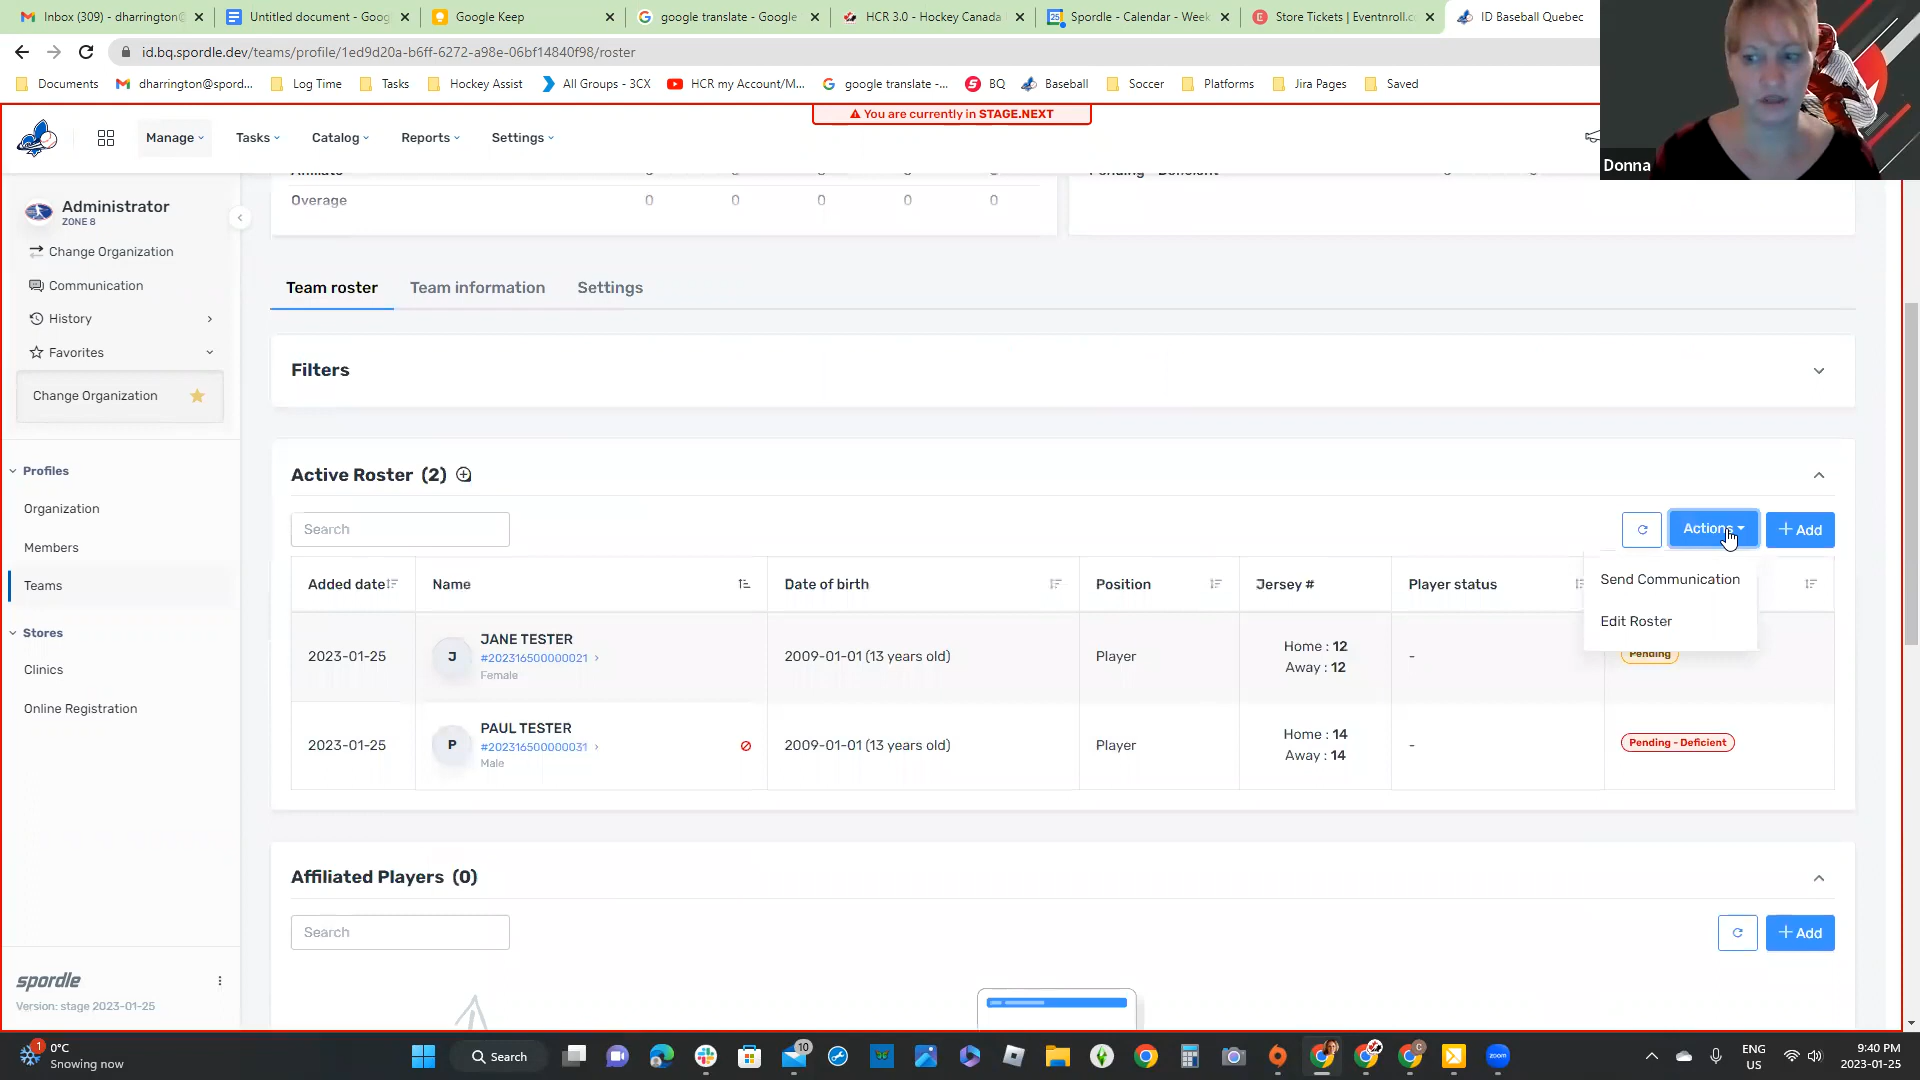 Inbox (309) - dharrington@
Untitled document - Goog
Google Keep
google translate - Google
HCR 3.0 - Hockey Canada
Spordle - Calendar - Week
Store Tickets | Eventnroll.c
ID Baseball Quebec
id.bq.spordle.dev/teams/profile/1ed9d20a-b6ff-6272-a98e-06bf14840f98/roster
Documents
dharrington@spord...
Log Time
Tasks
Hockey Assist
All Groups - 3CX
HCR my Account/M...
google translate -...
BQ
Baseball
Soccer
Platforms
Jira Pages
Saved
You are currently in STAGE.NEXT
Manage
Tasks
Catalog
Reports
Settings
Donna
Administrator
ZONE 8
Change Organization
Communication
History
Favorites
Change Organization
Profiles
Organization
Members
Teams
Stores
Clinics
Online Registration
spordle
Version: stage 2023-01-25
Overage 0 0 0 0 0
Team roster
Team information
Settings
Filters
Active Roster (2)
Search
Actions
+ Add
Send Communication
Edit Roster
Added date
Name
Date of birth
Position
Jersey #
Player status
2023-01-25
J
JANE TESTER
#202316500000021
Female
2009-01-01 (13 years old)
Player
Home : 12
Away : 12
-
Pending
2023-01-25
P
PAUL TESTER
#202316500000031
Male
2009-01-01 (13 years old)
Player
Home : 14
Away : 14
-
Pending - Deficient
Affiliated Players (0)
Search
+ Add
1
0°C
Snowing now
Search
10
zoom
ENG
US
9:40 PM
2023-01-25